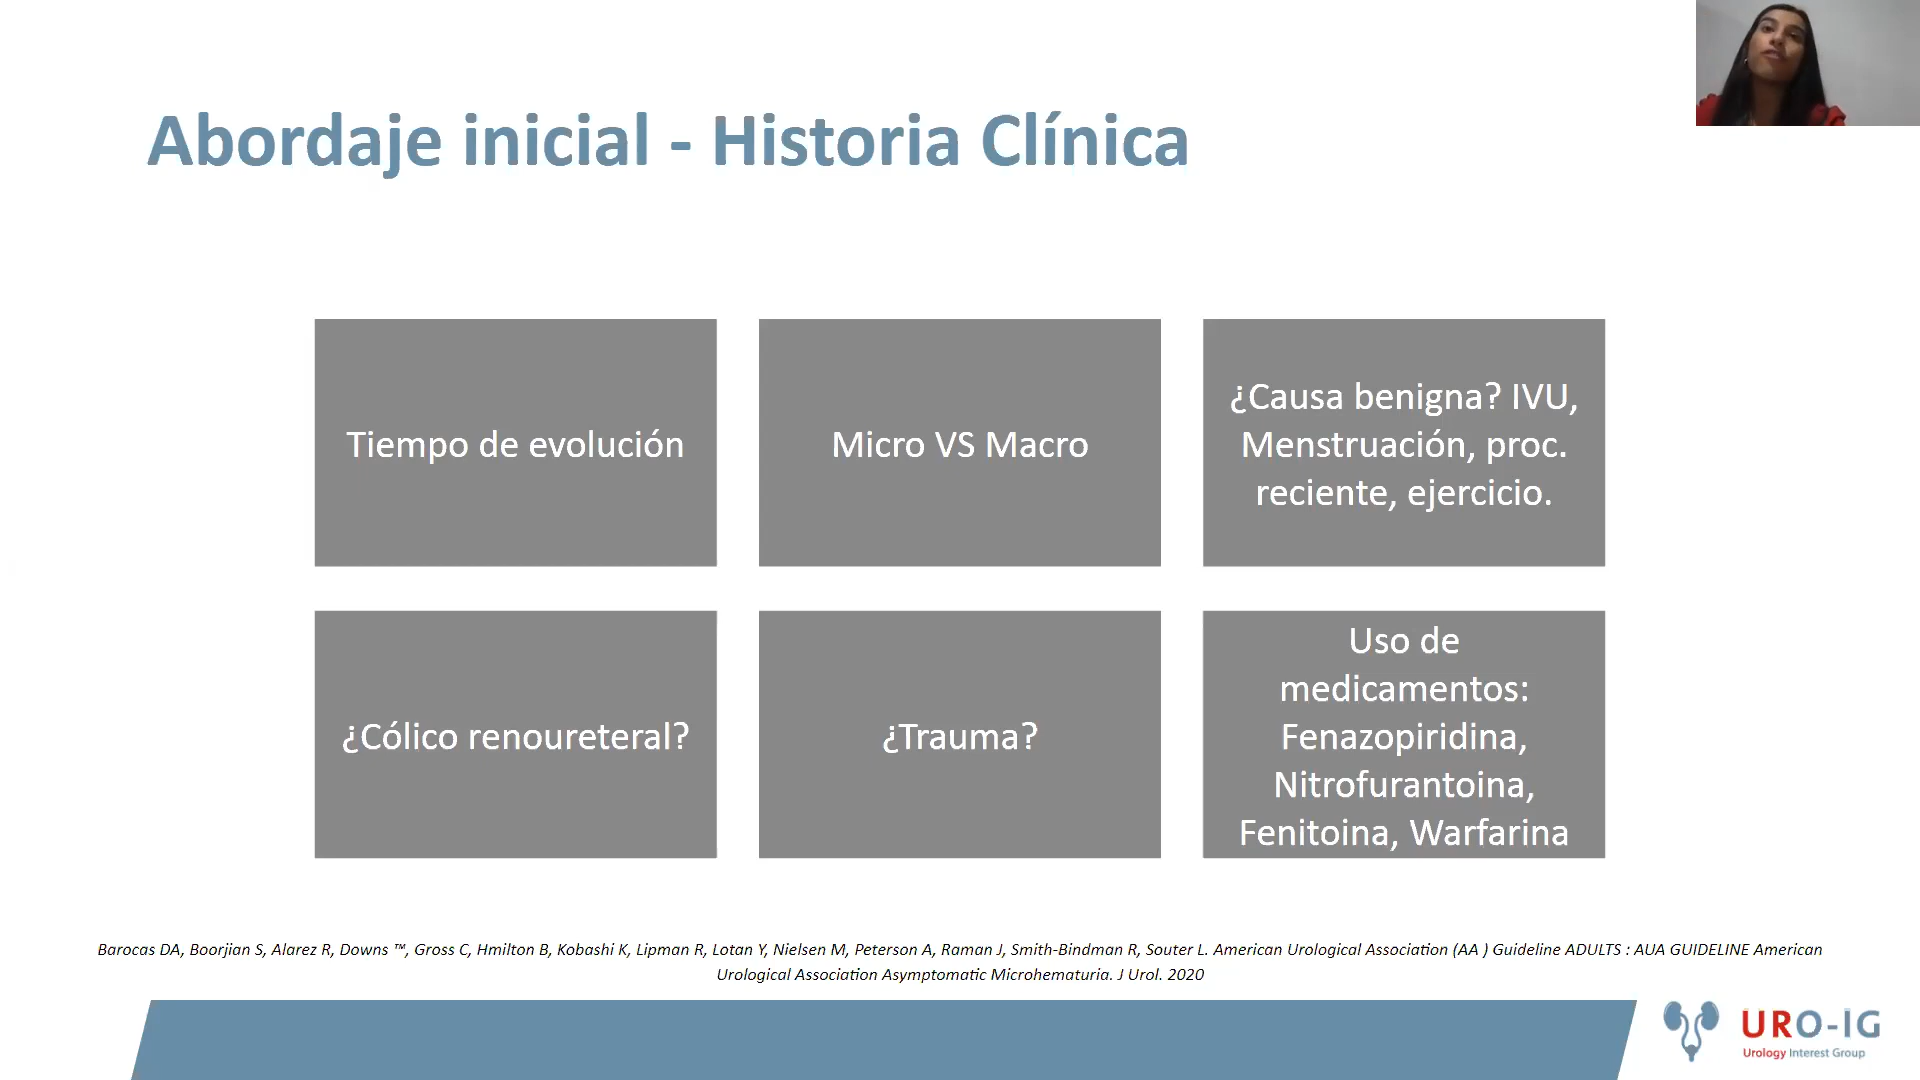 Abordaje inicial - Historia Clínica
Tiempo de evolución
Micro VS Macro
¿Causa benigna? IVU,
Menstruación, proc.
reciente, ejercicio.
¿Cólico renoureteral?
¿Trauma?
Uso de
medicamentos:
Fenazopiridina,
Nitrofurantoina,
Fenitoina, Warfarina
Barocas DA, Boorjian S, Alarez R, Downs ™, Gross C, Hmilton B, Kobashi K, Lipman R, Lotan Y, Nielsen M, Peterson A, Raman J, Smith-Bindman R, Souter L. American Urological Association (AA ) Guideline ADULTS : AUA GUIDELINE American
Urological Association Asymptomatic Microhematuria. J Urol. 2020
URO-IG
Urology Interest Group